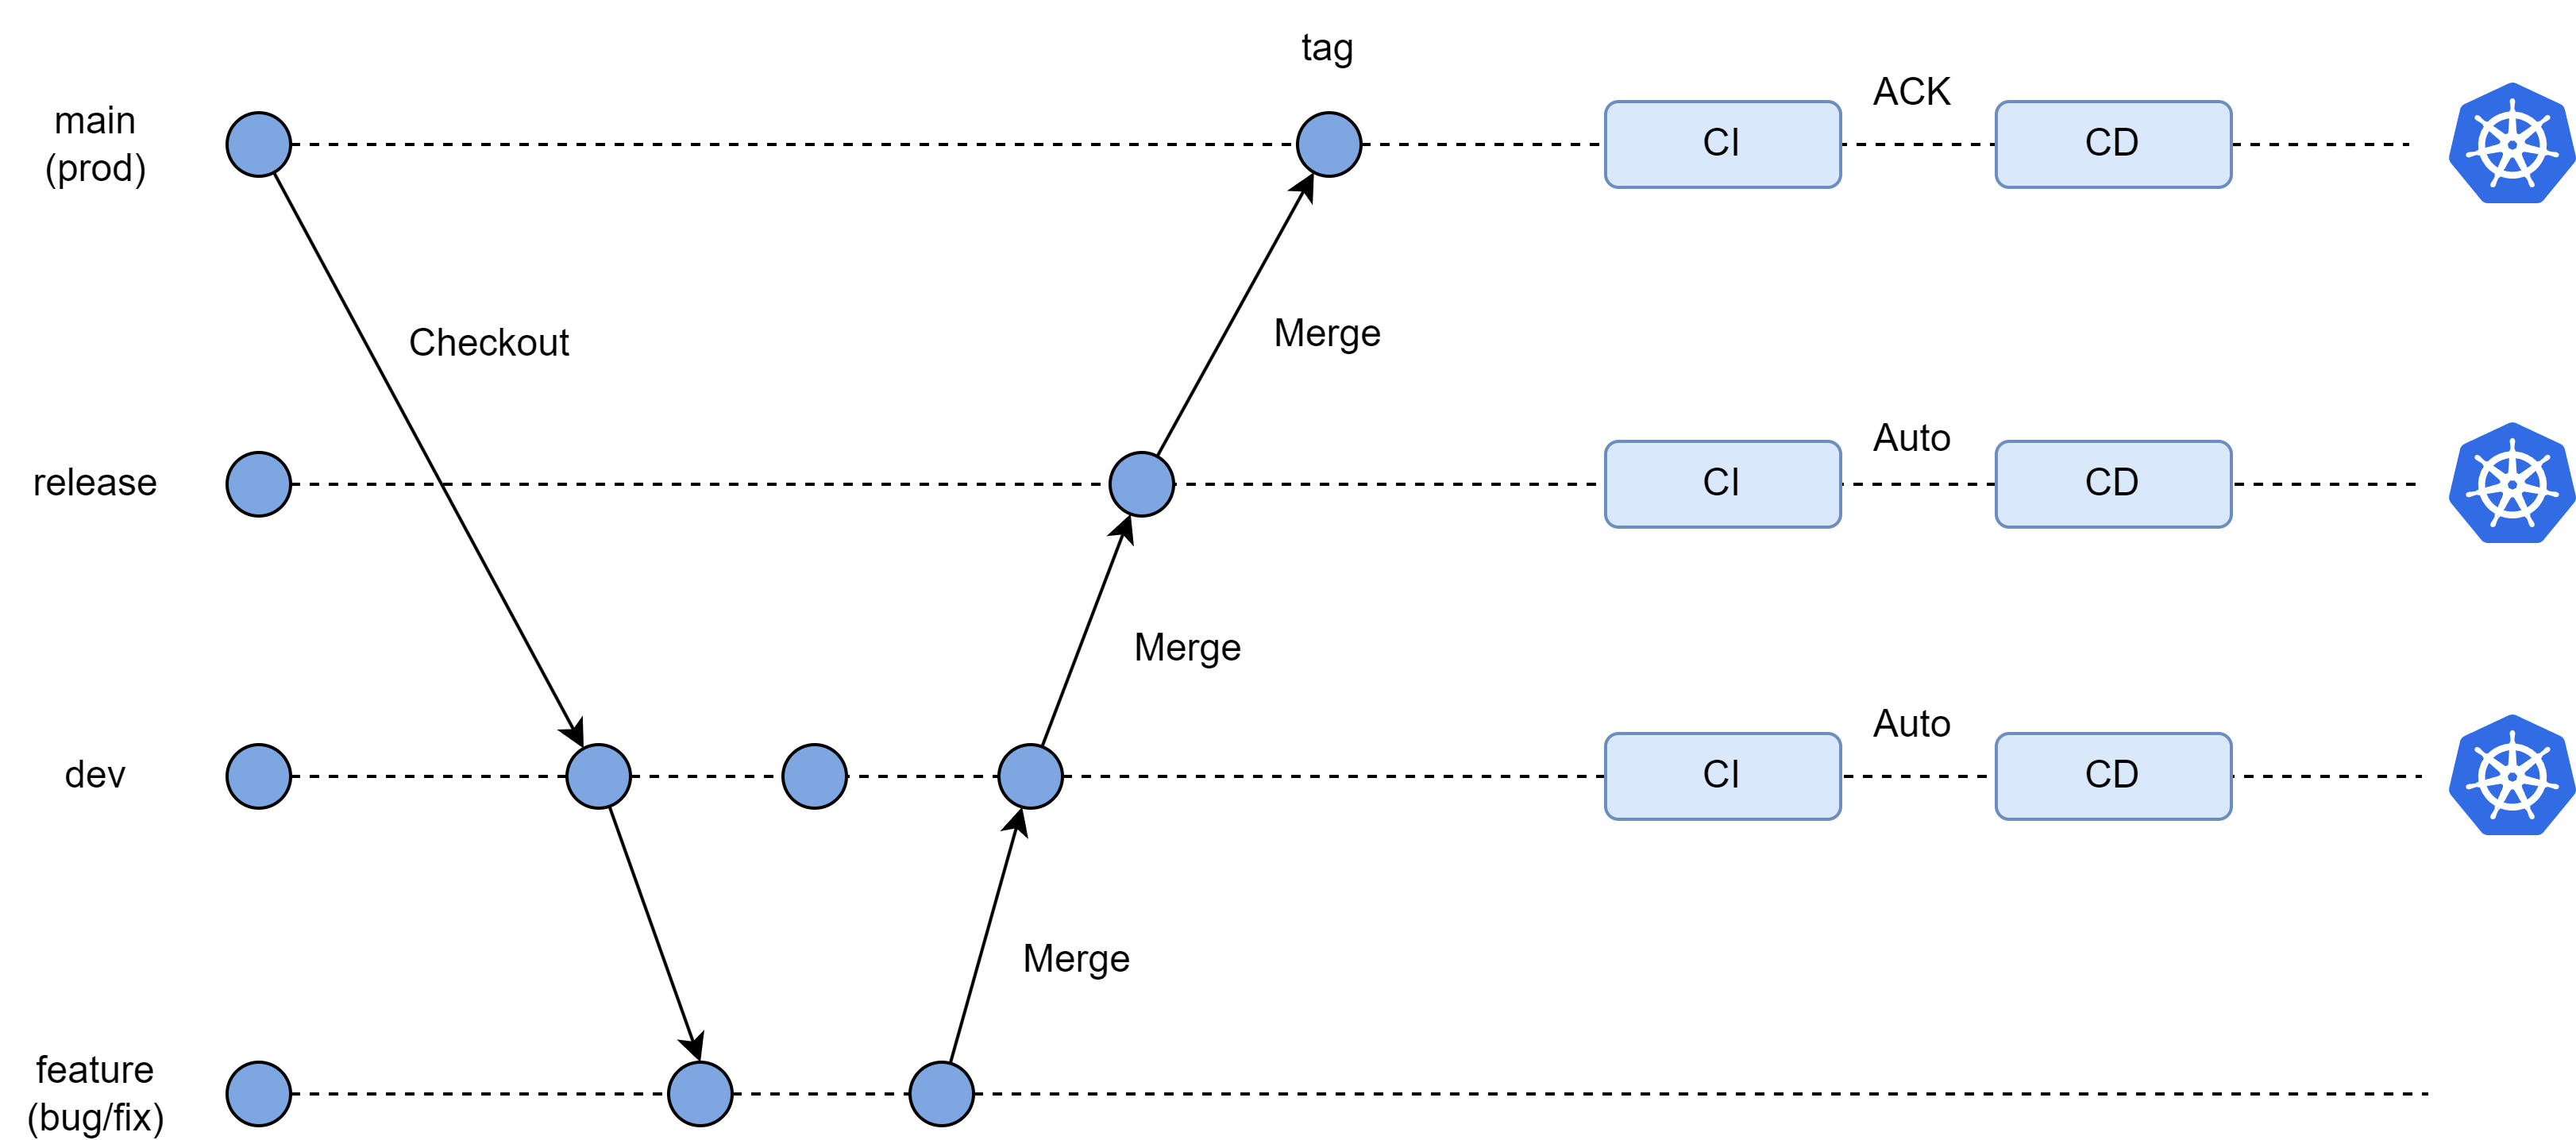 tag
main
(prod)
CI
ACK
CD
Checkout
Merge
release
CI
Auto
CD
Merge
dev
CI
Auto
CD
Merge
feature
(bug/fix)